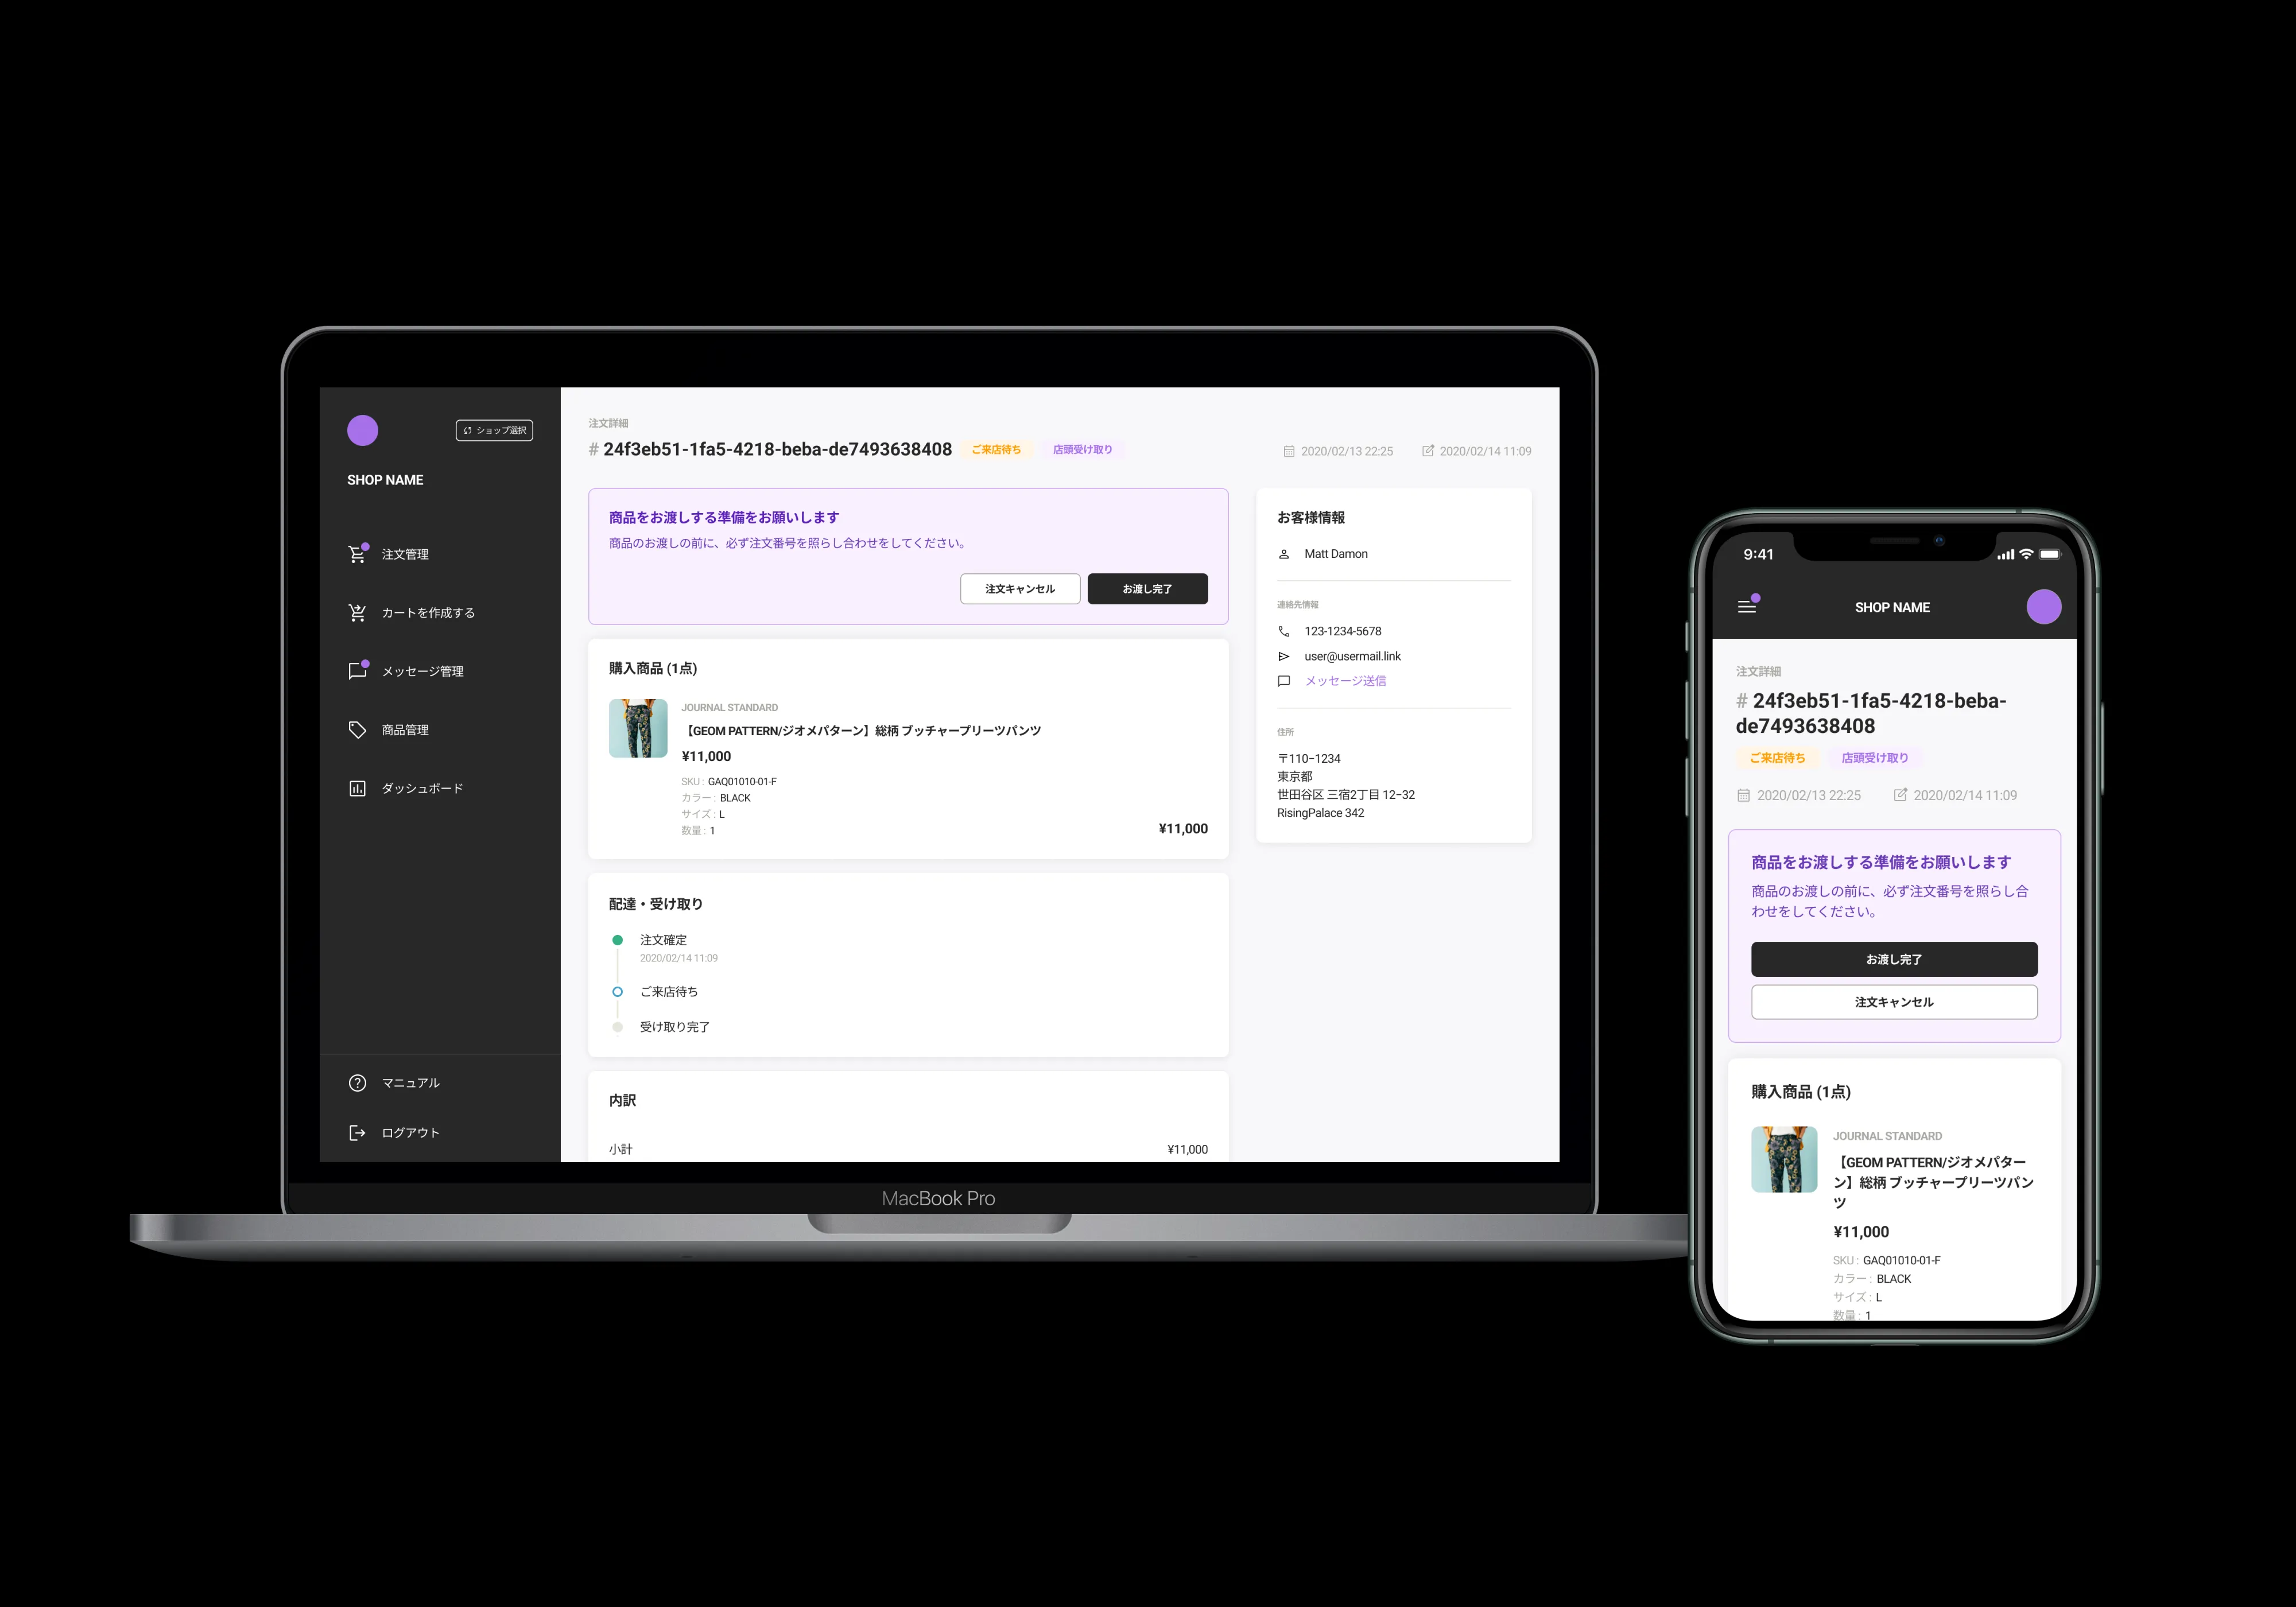 ショップ選択
SHOP NAME
注文管理
カートを作成する
メッセージ管理
商品管理
ダッシュボード
マニュアル
ログアウト
注文詳細
# 24f3eb51-1fa5-4218-beba-de7493638408 ご来店待ち 店頭受け取り
2020/02/13 22:25 2020/02/14 11:09
商品をお渡しする準備をお願いします
商品のお渡しの前に、必ず注文番号を照らし合わせをしてください。
注文キャンセル お渡し完了
購入商品 (1点)
JOURNAL STANDARD
【GEOM PATTERN/ジオメパターン】総柄 ブッチャープリーツパンツ
¥11,000
SKU : GAQ01010-01-F
カラー : BLACK
サイズ : L
数量 : 1
¥11,000
配達・受け取り
注文確定
2020/02/14 11:09
ご来店待ち
受け取り完了
内訳
小計 ¥11,000
お客様情報
Matt Damon
連絡先情報
123-1234-5678
user@usermail.link
メッセージ送信
住所
〒110−1234
東京都
世田谷区 三宿2丁目 12−32
RisingPalace 342
MacBook Pro
9:41
SHOP NAME
注文詳細
# 24f3eb51-1fa5-4218-beba-
de7493638408
ご来店待ち 店頭受け取り
2020/02/13 22:25 2020/02/14 11:09
商品をお渡しする準備をお願いします
商品のお渡しの前に、必ず注文番号を照らし合
わせをしてください。
お渡し完了
注文キャンセル
購入商品 (1点)
JOURNAL STANDARD
【GEOM PATTERN/ジオメパター
ン】総柄 ブッチャープリーツパン
ツ
¥11,000
SKU : GAQ01010-01-F
カラー : BLACK
サイズ : L
数量 : 1